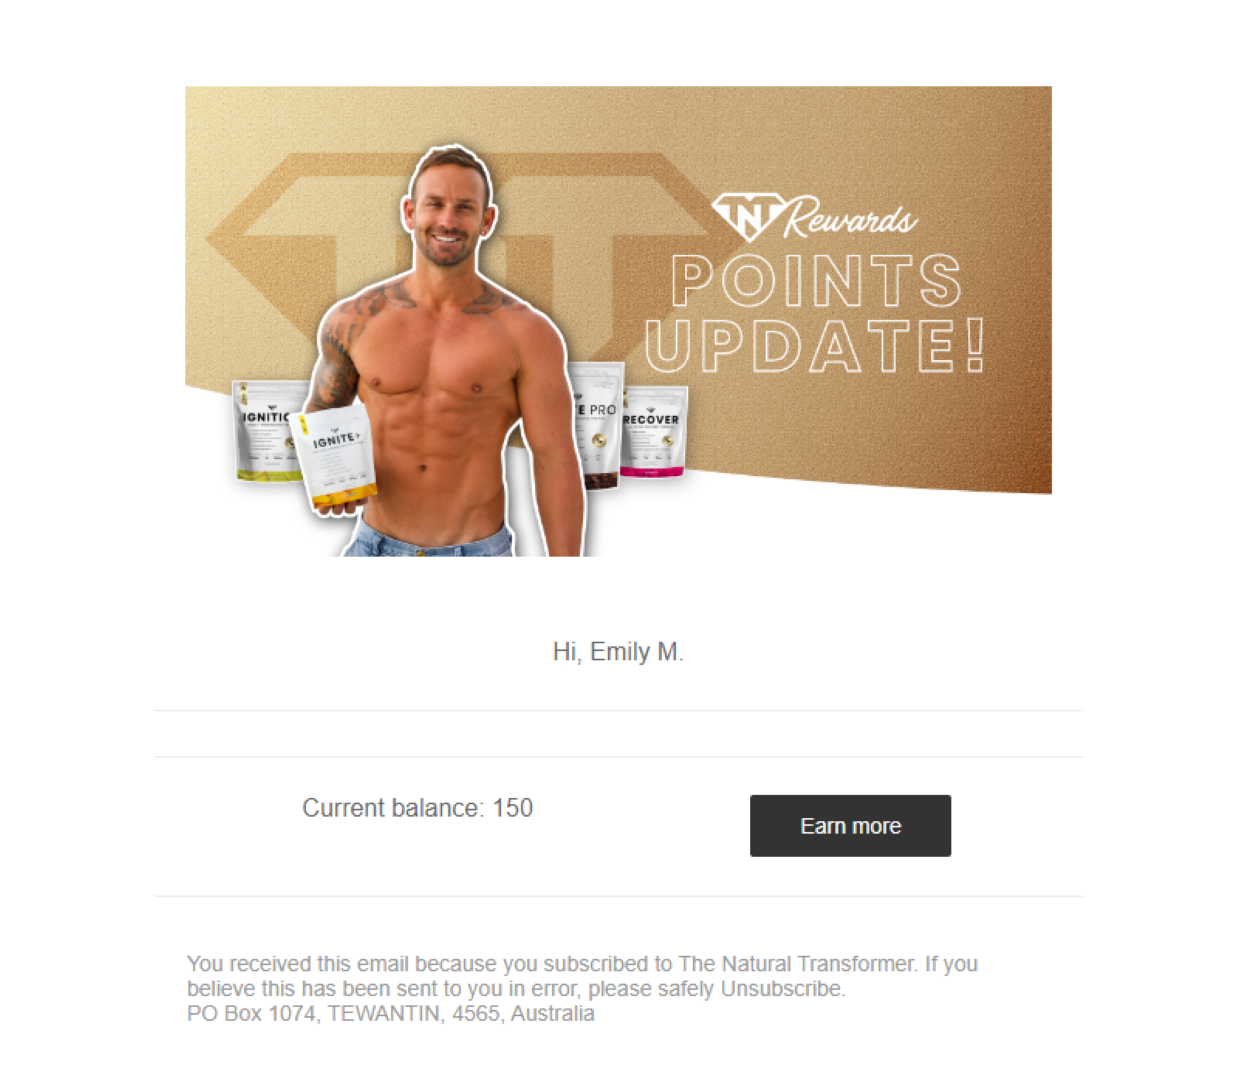 TNT Rewards
POINTS
UPDATE!
TNT
IGNITIO
IGNITE+
TE PRO
RECOVER
Hi, Emily M.
Current balance: 150
Earn more
You received this email because you subscribed to The Natural Transformer. If you
believe this has been sent to you in error, please safely Unsubscribe.
PO Box 1074, TEWANTIN, 4565, Australia